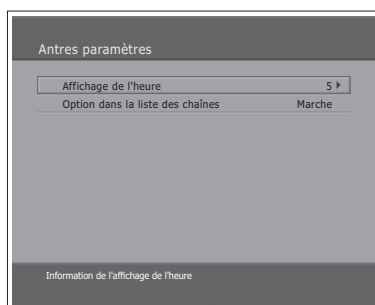 Antres paramètres
Affichage de l'heure 5
Option dans la liste des chaînes Marche
Information de l'affichage de l'heure